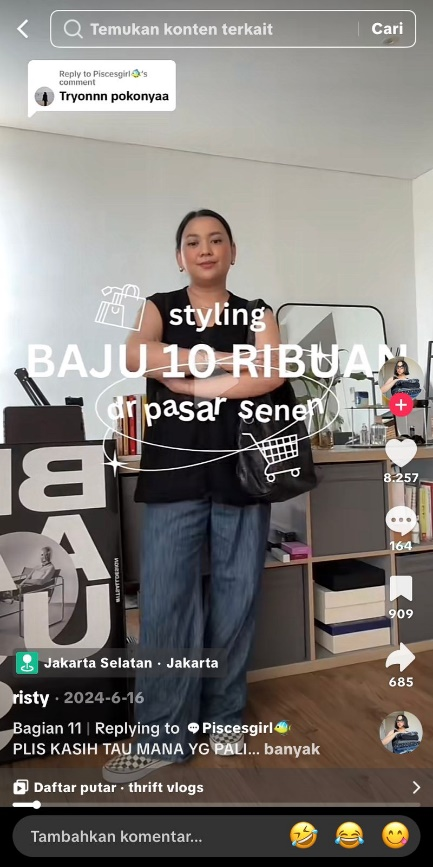 Temukan konten terkait
Cari
Reply to Piscesgirl🐠's
comment
Tryonnn pokonyaa
styling
BAJU 10 RIBUAN
dr pasar senen
BAU
8.257
164
909
685
Jakarta Selatan · Jakarta
risty · 2024-6-16
Bagian 11 | Replying to 💬Piscesgirl🐠
PLIS KASIH TAU MANA YG PALI... banyak
Daftar putar · thrift vlogs
Tambahkan komentar...